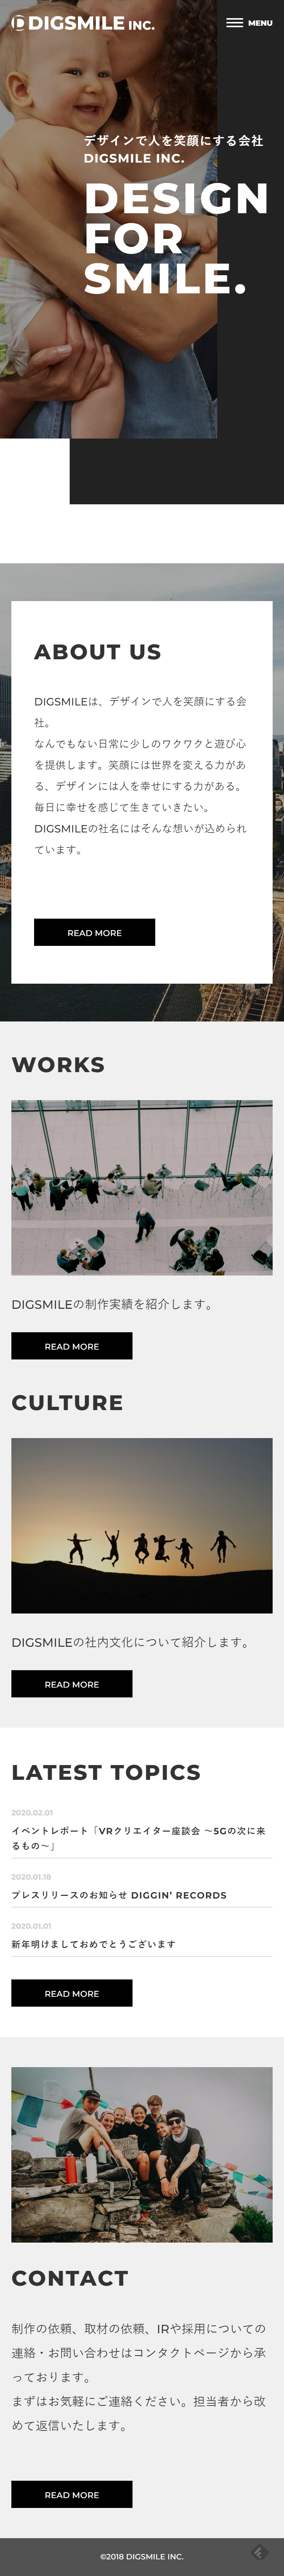 DIGSMILE INC.
MENU
デザインで人を笑顔にする会社
DIGSMILE INC.
DESIGN
FOR
SMILE.
ABOUT US
DIGSMILEは、デザインで人を笑顔にする会
社。
なんでもない日常に少しのワクワクと遊び心
を提供します。笑顔には世界を変える力があ
る、デザインには人を幸せにする力がある。
毎日に幸せを感じて生きていきたい。
DIGSMILEの社名にはそんな想いが込められ
ています。
READ MORE
WORKS
DIGSMILEの制作実績を紹介します。
READ MORE
CULTURE
DIGSMILEの社内文化について紹介します。
READ MORE
LATEST TOPICS
2020.02.01
イベントレポート「VRクリエイター座談会 〜5Gの次に来
るもの〜」
2020.01.18
プレスリリースのお知らせ DIGGIN’ RECORDS
2020.01.01
新年明けましておめでとうございます
READ MORE
CONTACT
制作の依頼、取材の依頼、IRや採用についての
連絡・お問い合わせはコンタクトページから承
っております。
まずはお気軽にご連絡ください。担当者から改
めて返信いたします。
READ MORE
©2018 DIGSMILE INC.